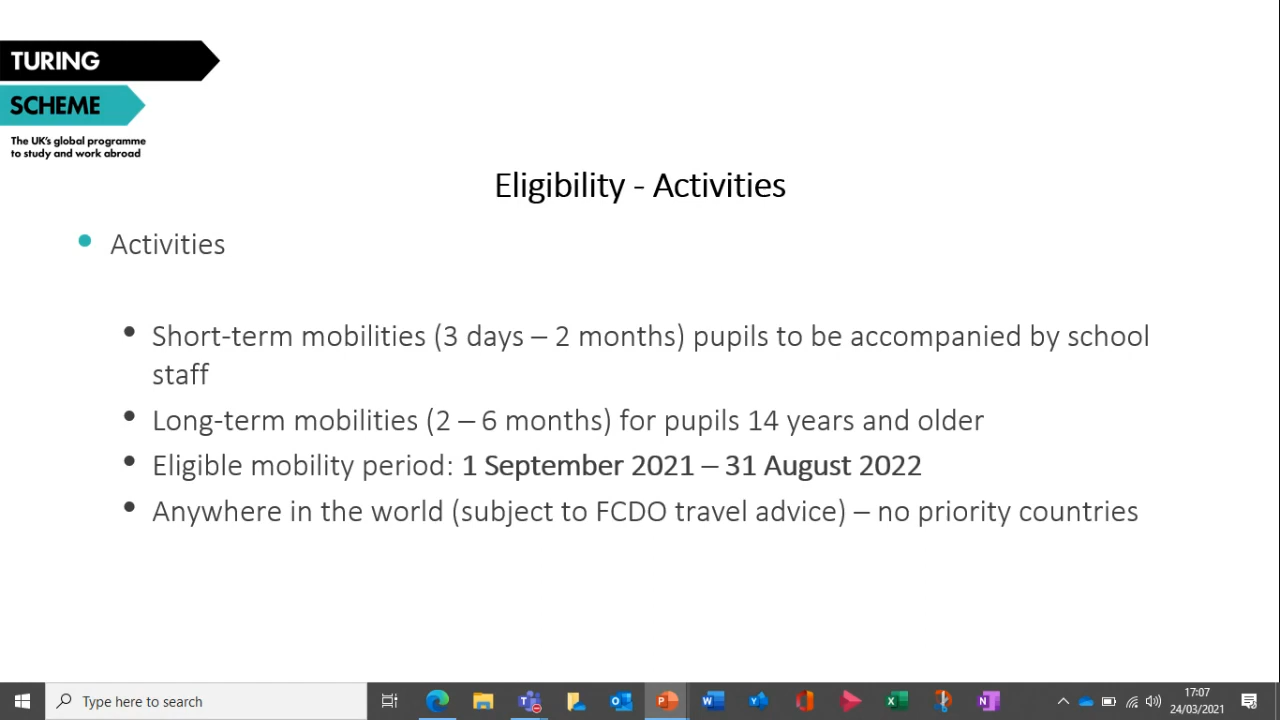 TURING
SCHEME
The UK's global programme
to study and work abroad
Eligibility - Activities
Activities
Short-term mobilities (3 days – 2 months) pupils to be accompanied by school
staff
Long-term mobilities (2 – 6 months) for pupils 14 years and older
Eligible mobility period: 1 September 2021 – 31 August 2022
Anywhere in the world (subject to FCDO travel advice) – no priority countries
Type here to search
17:07
24/03/2021